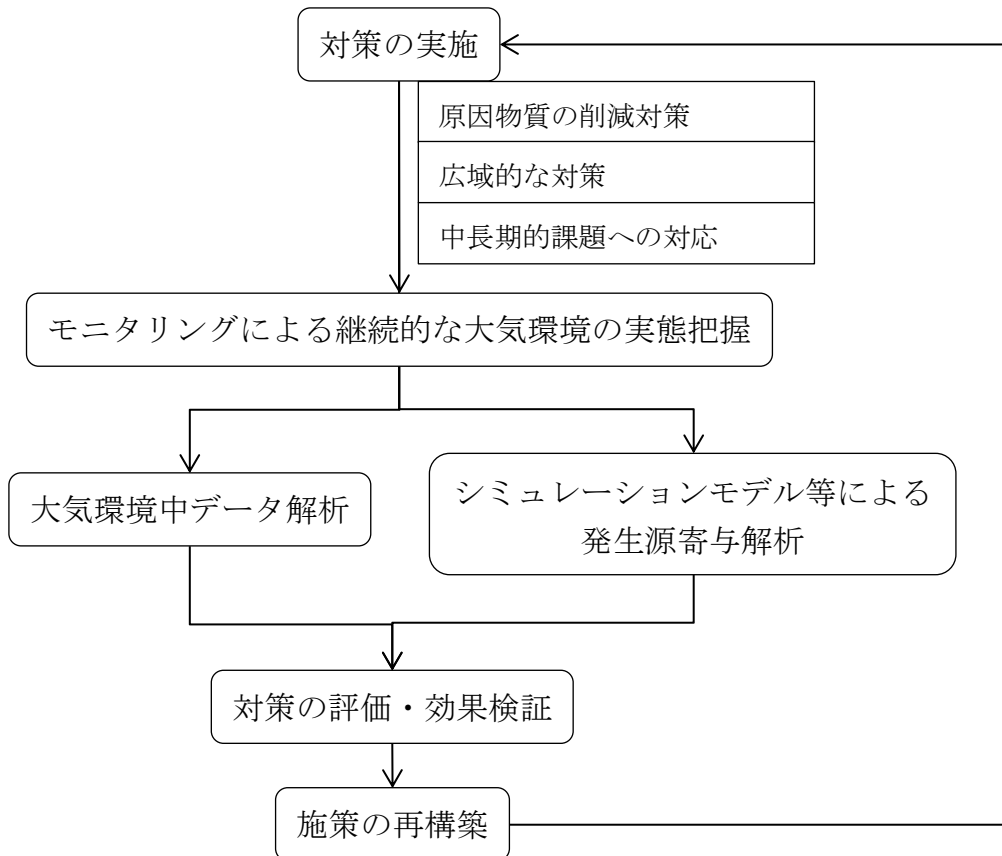 対策の実施
原因物質の削減対策
広域的な対策
中長期的課題への対応
モニタリングによる継続的な大気環境の実態把握
大気環境中データ解析
シミュレーションモデル等による
発生源寄与解析
対策の評価・効果検証
施策の再構築